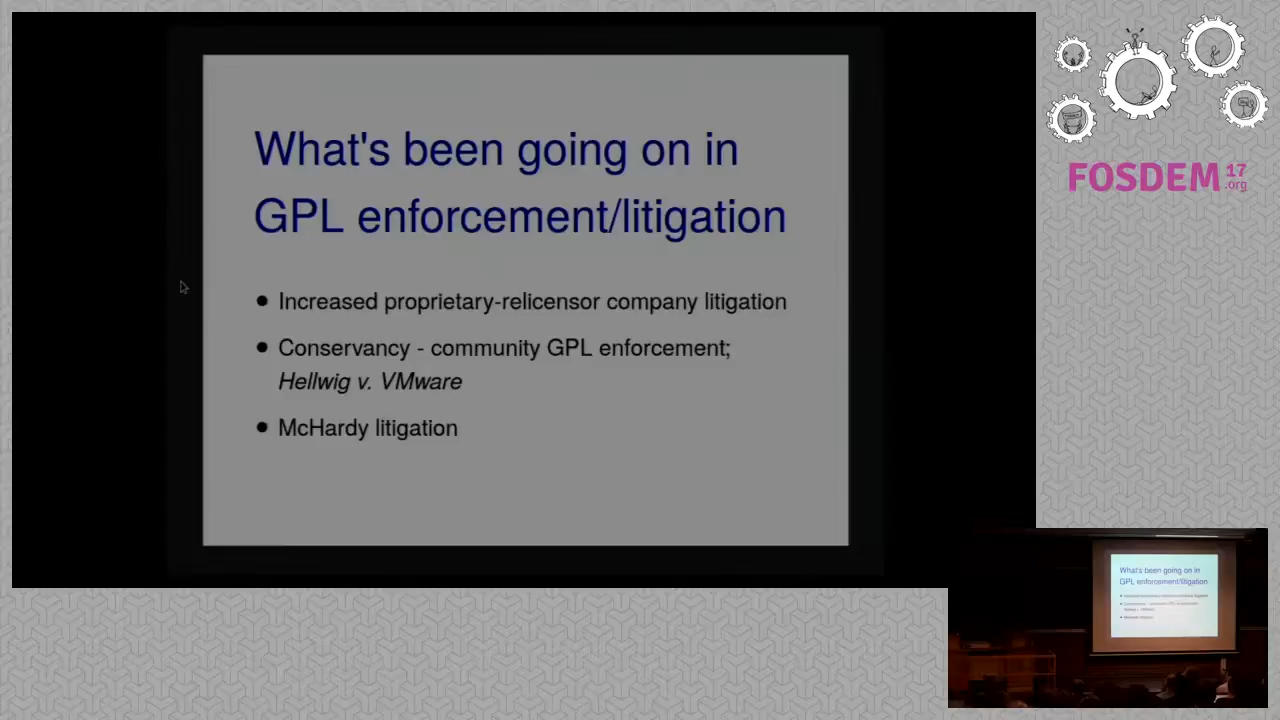 What's been going on in
GPL enforcement/litigation
● Increased proprietary-relicensor company litigation
● Conservancy - community GPL enforcement;
Hellwig v. VMware
● McHardy litigation
FOSDEM 17
.org
What's been going on in
GPL enforcement/litigation